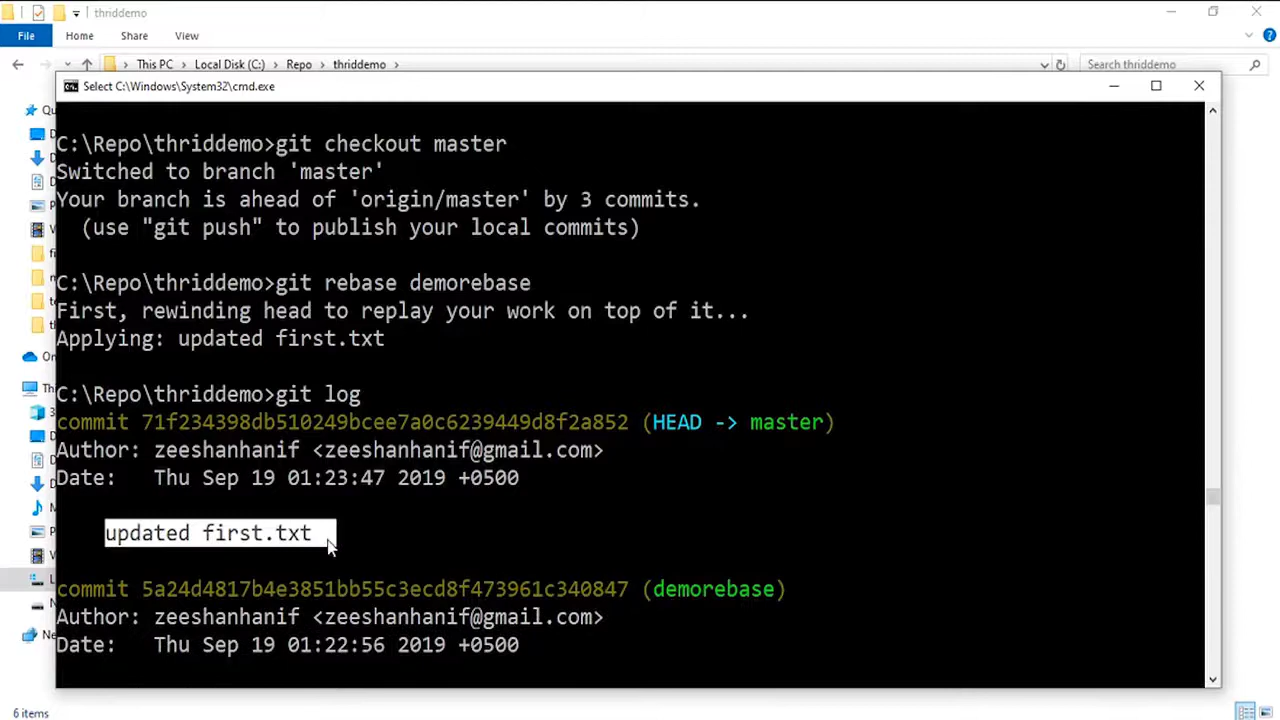 thriddemo
File Home Share View
This PC > Local Disk (C:) > Repo > thriddemo >
Search thriddemo
Select C:\Windows\System32\cmd.exe
C:\Repo\thriddemo>git checkout master
Switched to branch 'master'
Your branch is ahead of 'origin/master' by 3 commits.
(use "git push" to publish your local commits)
C:\Repo\thriddemo>git rebase demorebase
First, rewinding head to replay your work on top of it...
Applying: updated first.txt
C:\Repo\thriddemo>git log
commit 71f234398db510249bcee7a0c6239449d8f2a852 (HEAD -> master)
Author: zeeshanhanif <zeeshanhanif@gmail.com>
Date: Thu Sep 19 01:23:47 2019 +0500
updated first.txt
commit 5a24d4817b4e3851bb55c3ecd8f473961c340847 (demorebase)
Author: zeeshanhanif <zeeshanhanif@gmail.com>
Date: Thu Sep 19 01:22:56 2019 +0500
6 items